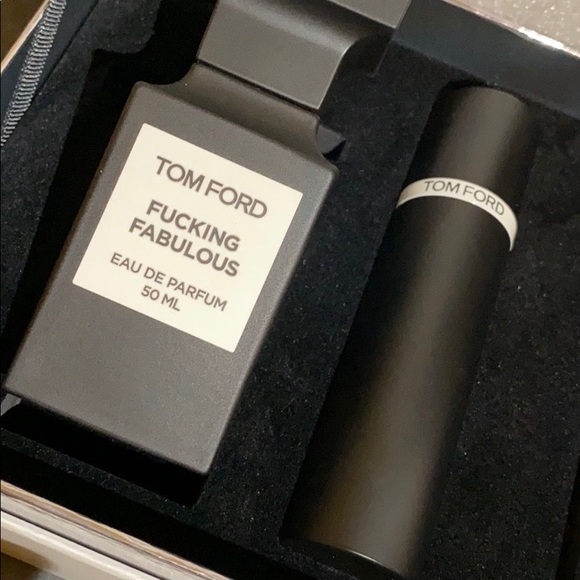 TOM FORD
FUCKING
FABULOUS
EAU DE PARFUM
50 ML
TOM FORD